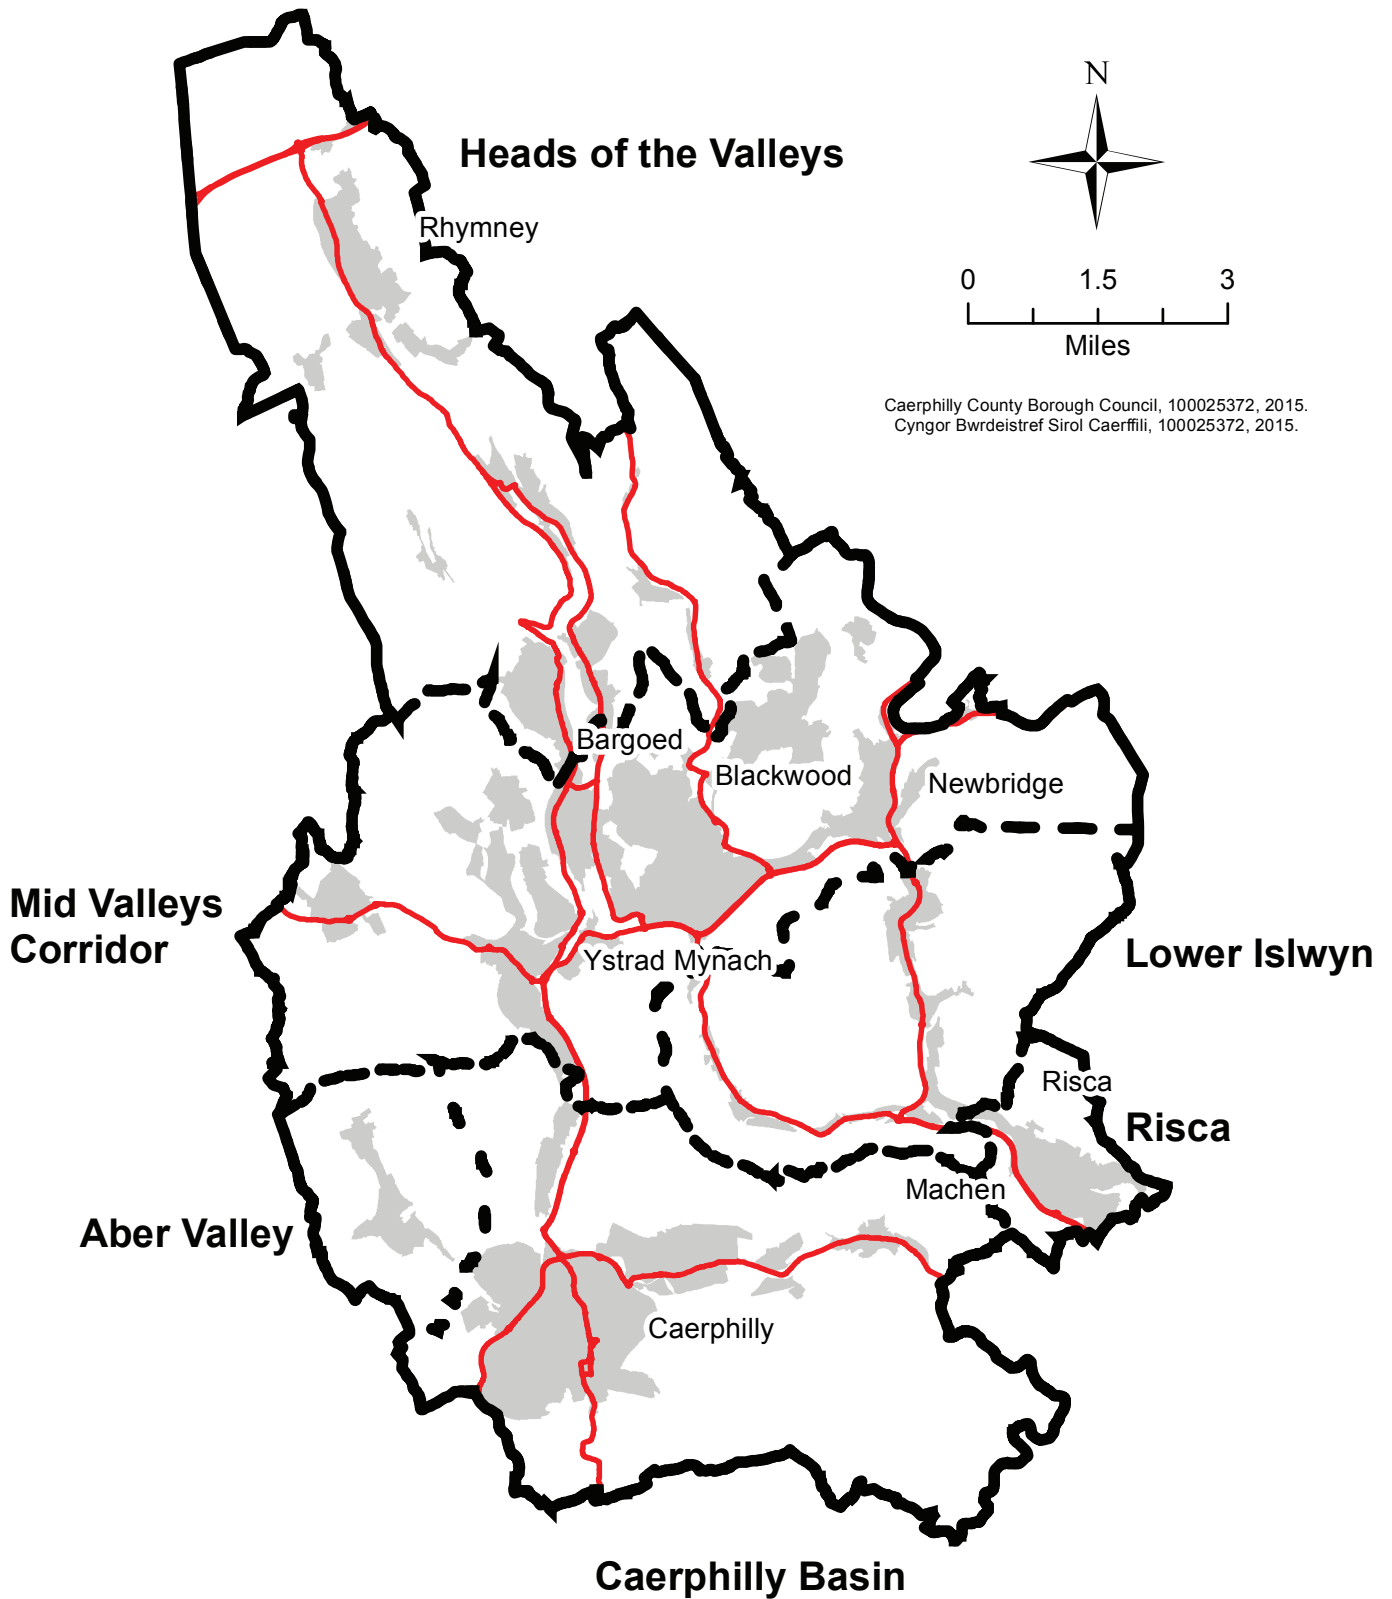 N
Heads of the Valleys
Rhymney
0 1.5 3
Miles
Caerphilly County Borough Council, 100025372, 2015.
Cyngor Bwrdeistref Sirol Caerffili, 100025372, 2015.
Bargoed
Blackwood
Newbridge
Mid Valleys
Corridor
Ystrad Mynach
Lower Islwyn
Risca
Risca
Machen
Aber Valley
Caerphilly
Caerphilly Basin